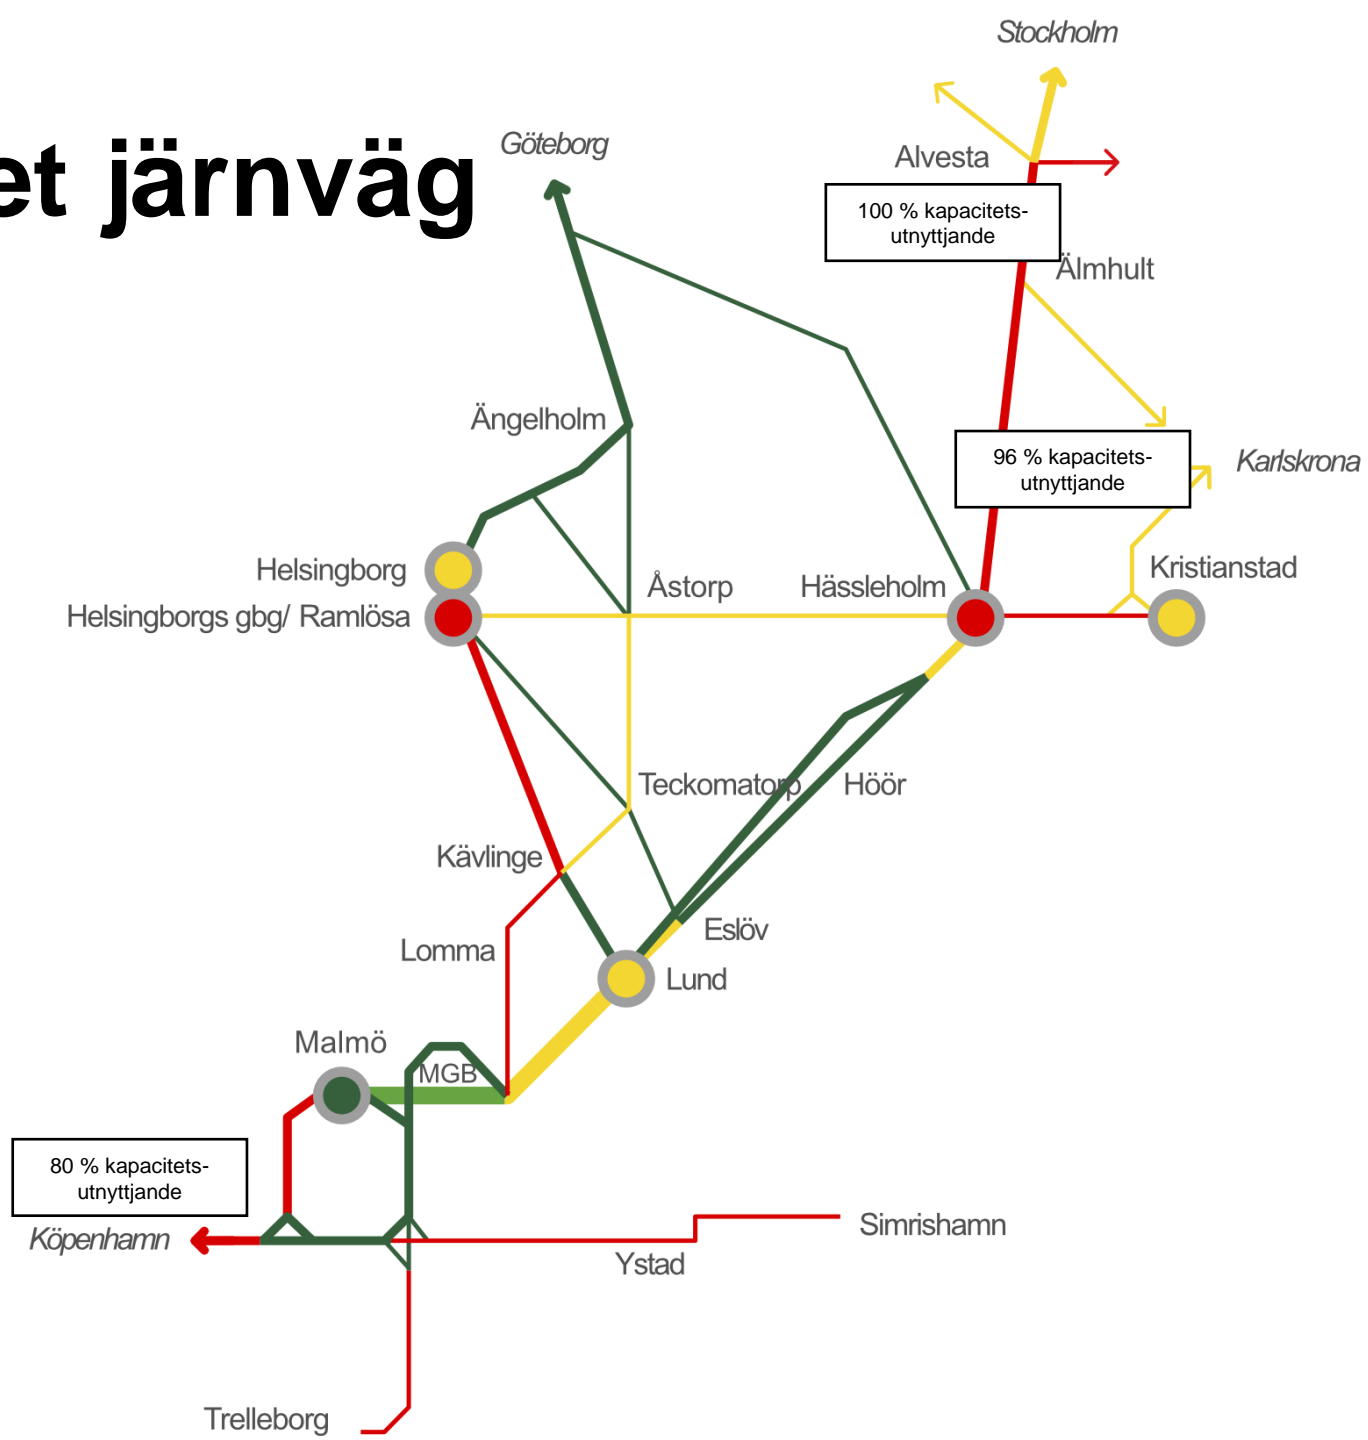 Stockholm
Göteborg
et järnväg
Alvesta
100 % kapacitets-
utnyttjande
Älmhult
Ängelholm
96 % kapacitets-
utnyttjande
Karlskrona
Helsingborg
Åstorp
Hässleholm
Kristianstad
Helsingborgs gbg/ Ramlösa
Teckomatorp
Höör
Kävlinge
Eslöv
Lomma
Lund
Malmö
MGB
80 % kapacitets-
utnyttjande
Köpenhamn
Simrishamn
Ystad
Trelleborg